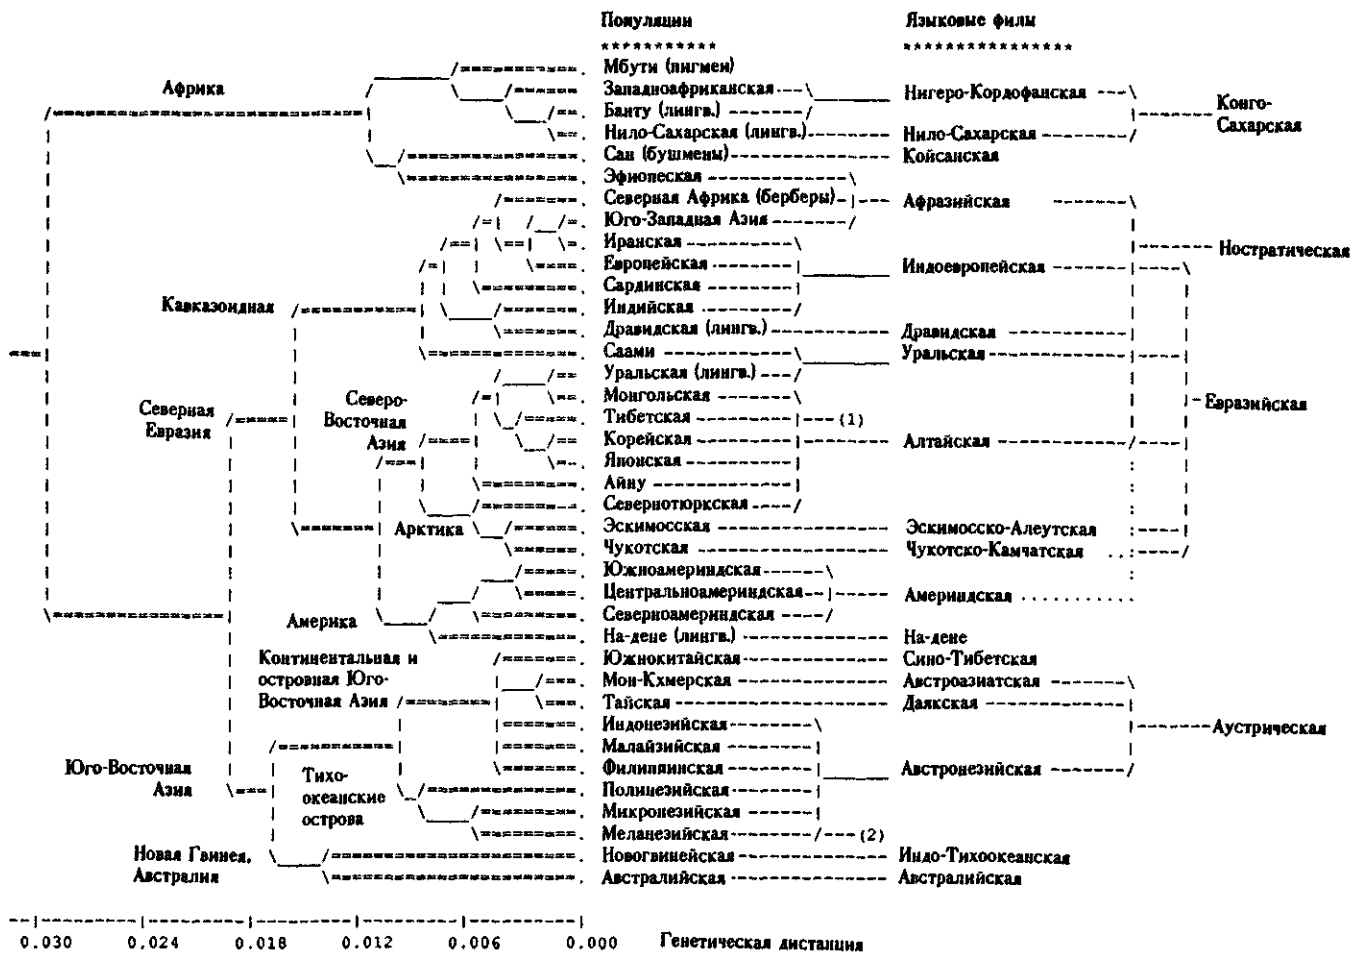 Популяции Языковые филы
*********** ****************
Мбути (пигмеи)
Африка Западноафриканская Нигеро-Кордофанская Конго-
Банту (лингв.) Сахарская
Нило-Сахарская (лингв.) Нило-Сахарская
Сан (бушмены) Койсанская
Эфиопеская
Северная Африка (берберы) Афразийская
Юго-Западная Азия
Иранская Ностратическая
Европейская Индоевропейская
Сардинская
Кавказоидная Индийская
Дравидская (лингв.) Дравидская
Саами Уральская
Уральская (лингв.)
Северо- Монгольская Евразийская
Северная Восточная Тибетская (1)
Евразия Азия Корейская Алтайская
Японская
Айну
Севернотюркская
Арктика Эскимосская Эскимосско-Алеутская
Чукотская Чукотско-Камчатская
Южноамериндская
Центральноамериндская Америндская
Америка Североамериндская
На-дене (лингв.) На-дене
Континентальная и Южнокитайская Сино-Тибетская
островная Юго- Мон-Кхмерская Австроазиатска
Восточная Азия Тайская Даякская
Индонезийская Аустрическая
Малайзийская
Юго-Восточная Тихо- Филиппинская Австронезийская
Азия океанские Полинезийская
острова Микронезийская
Меланезийская (2)
Новая Гвинея, Новогвинейская Индо-Тихоокеанская
Австралия Австралийская Австралийская
0.030 0.024 0.018 0.012 0.006 0.000 Генетическая дистанция